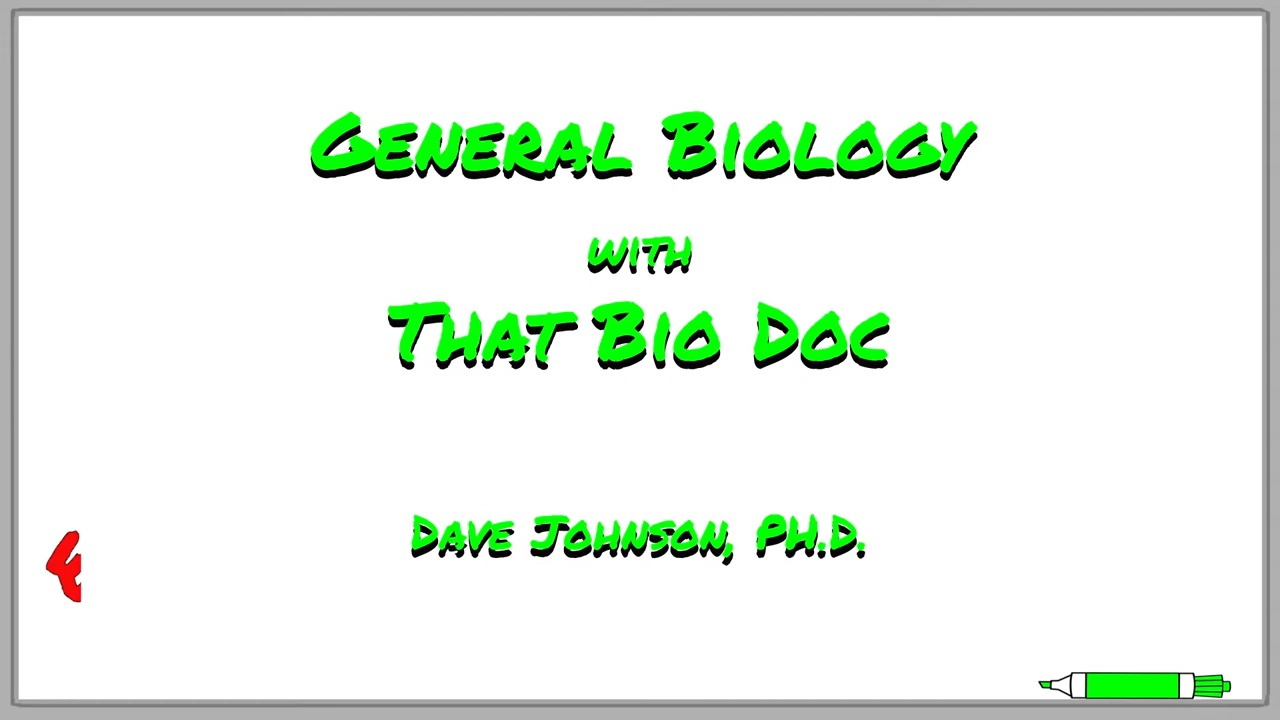 General Biology
with
That Bio Doc
Dave Johnson, PH.D.